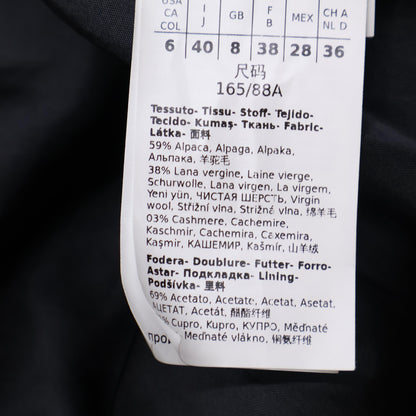 USA I GB F MEX CH A
CA J B NL D
COL
6 40 8 38 28 36
尺码
165/88A
Tessuto- Tissu- Stoff- Tejido-
Tecido- Kumaş- Ткань- Fabric-
Látka- 面料
59% Alpaca, Alpaga, Alpaka,
Альпака, 羊驼毛
38% Lana vergine, Laine vierge,
Schurwolle, Lana virgen, La virgem,
Yeni yün, ЧИСТАЯ ШЕРСТЬ, Virgin
wool, Střižní vlna, Strižné vlna, 绵羊毛
03% Cashmere, Cachemire,
Kaschmir, Cachemira, Caxemira,
Kaşmir, КАШЕМИР, Kašmír, 山羊绒
Fodera- Doublure- Futter- Forro-
Astar- Подкладка- Lining-
Podšívka- 里料
69% Acetato, Acetate, Acetat, Asetat,
АЦЕТАТ, Acetát, 醋酯纤维
% Cupro, Kupro, КУПРО, Měďnaté
Meďnaté vlákno, 铜氨纤维